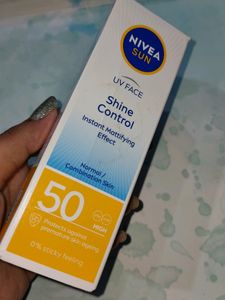 NIVEA
SUN
UV FACE
Shine
Control
Instant Mattifying
Effect
Normal /
Combination Skin
50
HIGH
Protects against
premature skin ageing
0% sticky feeling